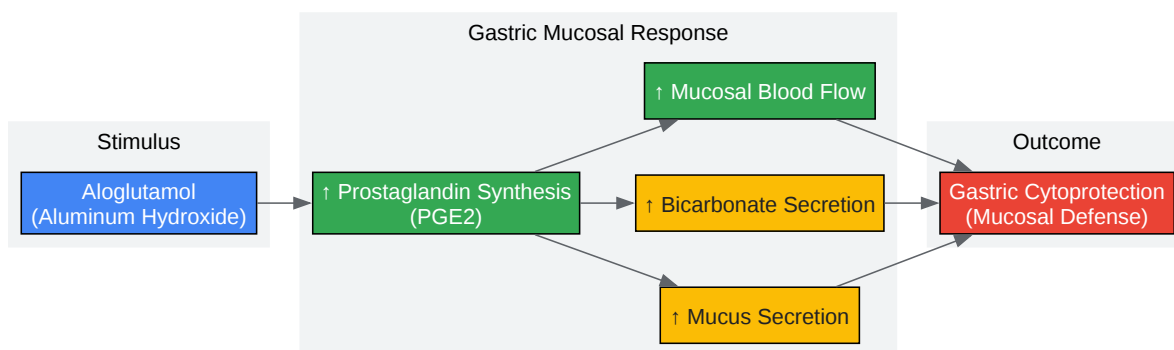 Gastric Mucosal Response
↑ Mucosal Blood Flow
Stimulus
Outcome
Aloglutamol
(Aluminum Hydroxide)
↑ Prostaglandin Synthesis
(PGE2)
↑ Bicarbonate Secretion
Gastric Cytoprotection
(Mucosal Defense)
↑ Mucus Secretion